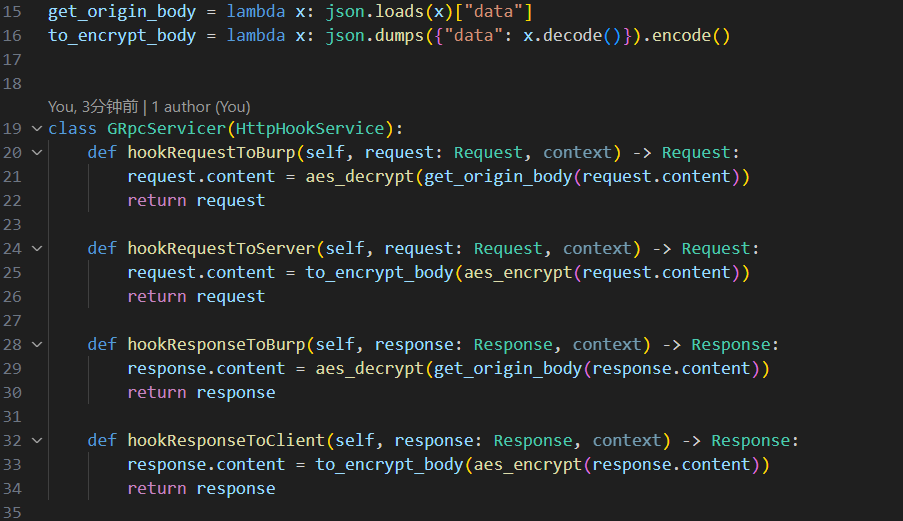 15 get_origin_body = lambda x: json.loads(x)["data"]
16 to_encrypt_body = lambda x: json.dumps({"data": x.decode()}).encode()
17
18
You, 3分钟前 | 1 author (You)
19 class GRpcServicer(HttpHookService):
20     def hookRequestToBurp(self, request: Request, context) -> Request:
21         request.content = aes_decrypt(get_origin_body(request.content))
22         return request
23
24     def hookRequestToServer(self, request: Request, context) -> Request:
25         request.content = to_encrypt_body(aes_encrypt(request.content))
26         return request
27
28     def hookResponseToBurp(self, response: Response, context) -> Response:
29         response.content = aes_decrypt(get_origin_body(response.content))
30         return response
31
32     def hookResponseToClient(self, response: Response, context) -> Response:
33         response.content = to_encrypt_body(aes_encrypt(response.content))
34         return response
35